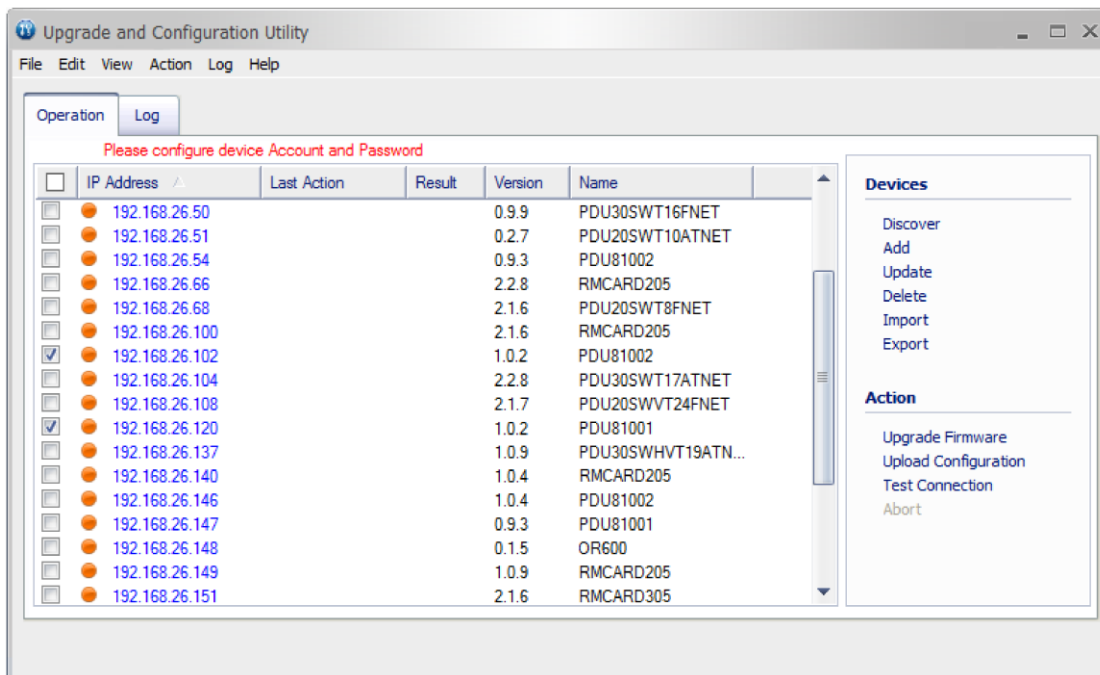 Upgrade and Configuration Utility
File Edit View Action Log Help
Operation Log
Please configure device Account and Password
IP Address Last Action Result Version Name
192.168.26.50 0.9.9 PDU30SWT16FNET
192.168.26.51 0.2.7 PDU20SWT10ATNET
192.168.26.54 0.9.3 PDU81002
192.168.26.66 2.2.8 RMCARD205
192.168.26.68 2.1.6 PDU20SWT8FNET
192.168.26.100 2.1.6 RMCARD205
192.168.26.102 1.0.2 PDU81002
192.168.26.104 2.2.8 PDU30SWT17ATNET
192.168.26.108 2.1.7 PDU20SWVT24FNET
192.168.26.120 1.0.2 PDU81001
192.168.26.137 1.0.9 PDU30SWHVT19ATN...
192.168.26.140 1.0.4 RMCARD205
192.168.26.146 1.0.4 PDU81002
192.168.26.147 0.9.3 PDU81001
192.168.26.148 0.1.5 OR600
192.168.26.149 1.0.9 RMCARD205
192.168.26.151 2.1.6 RMCARD305
Devices
Discover
Add
Update
Delete
Import
Export
Action
Upgrade Firmware
Upload Configuration
Test Connection
Abort